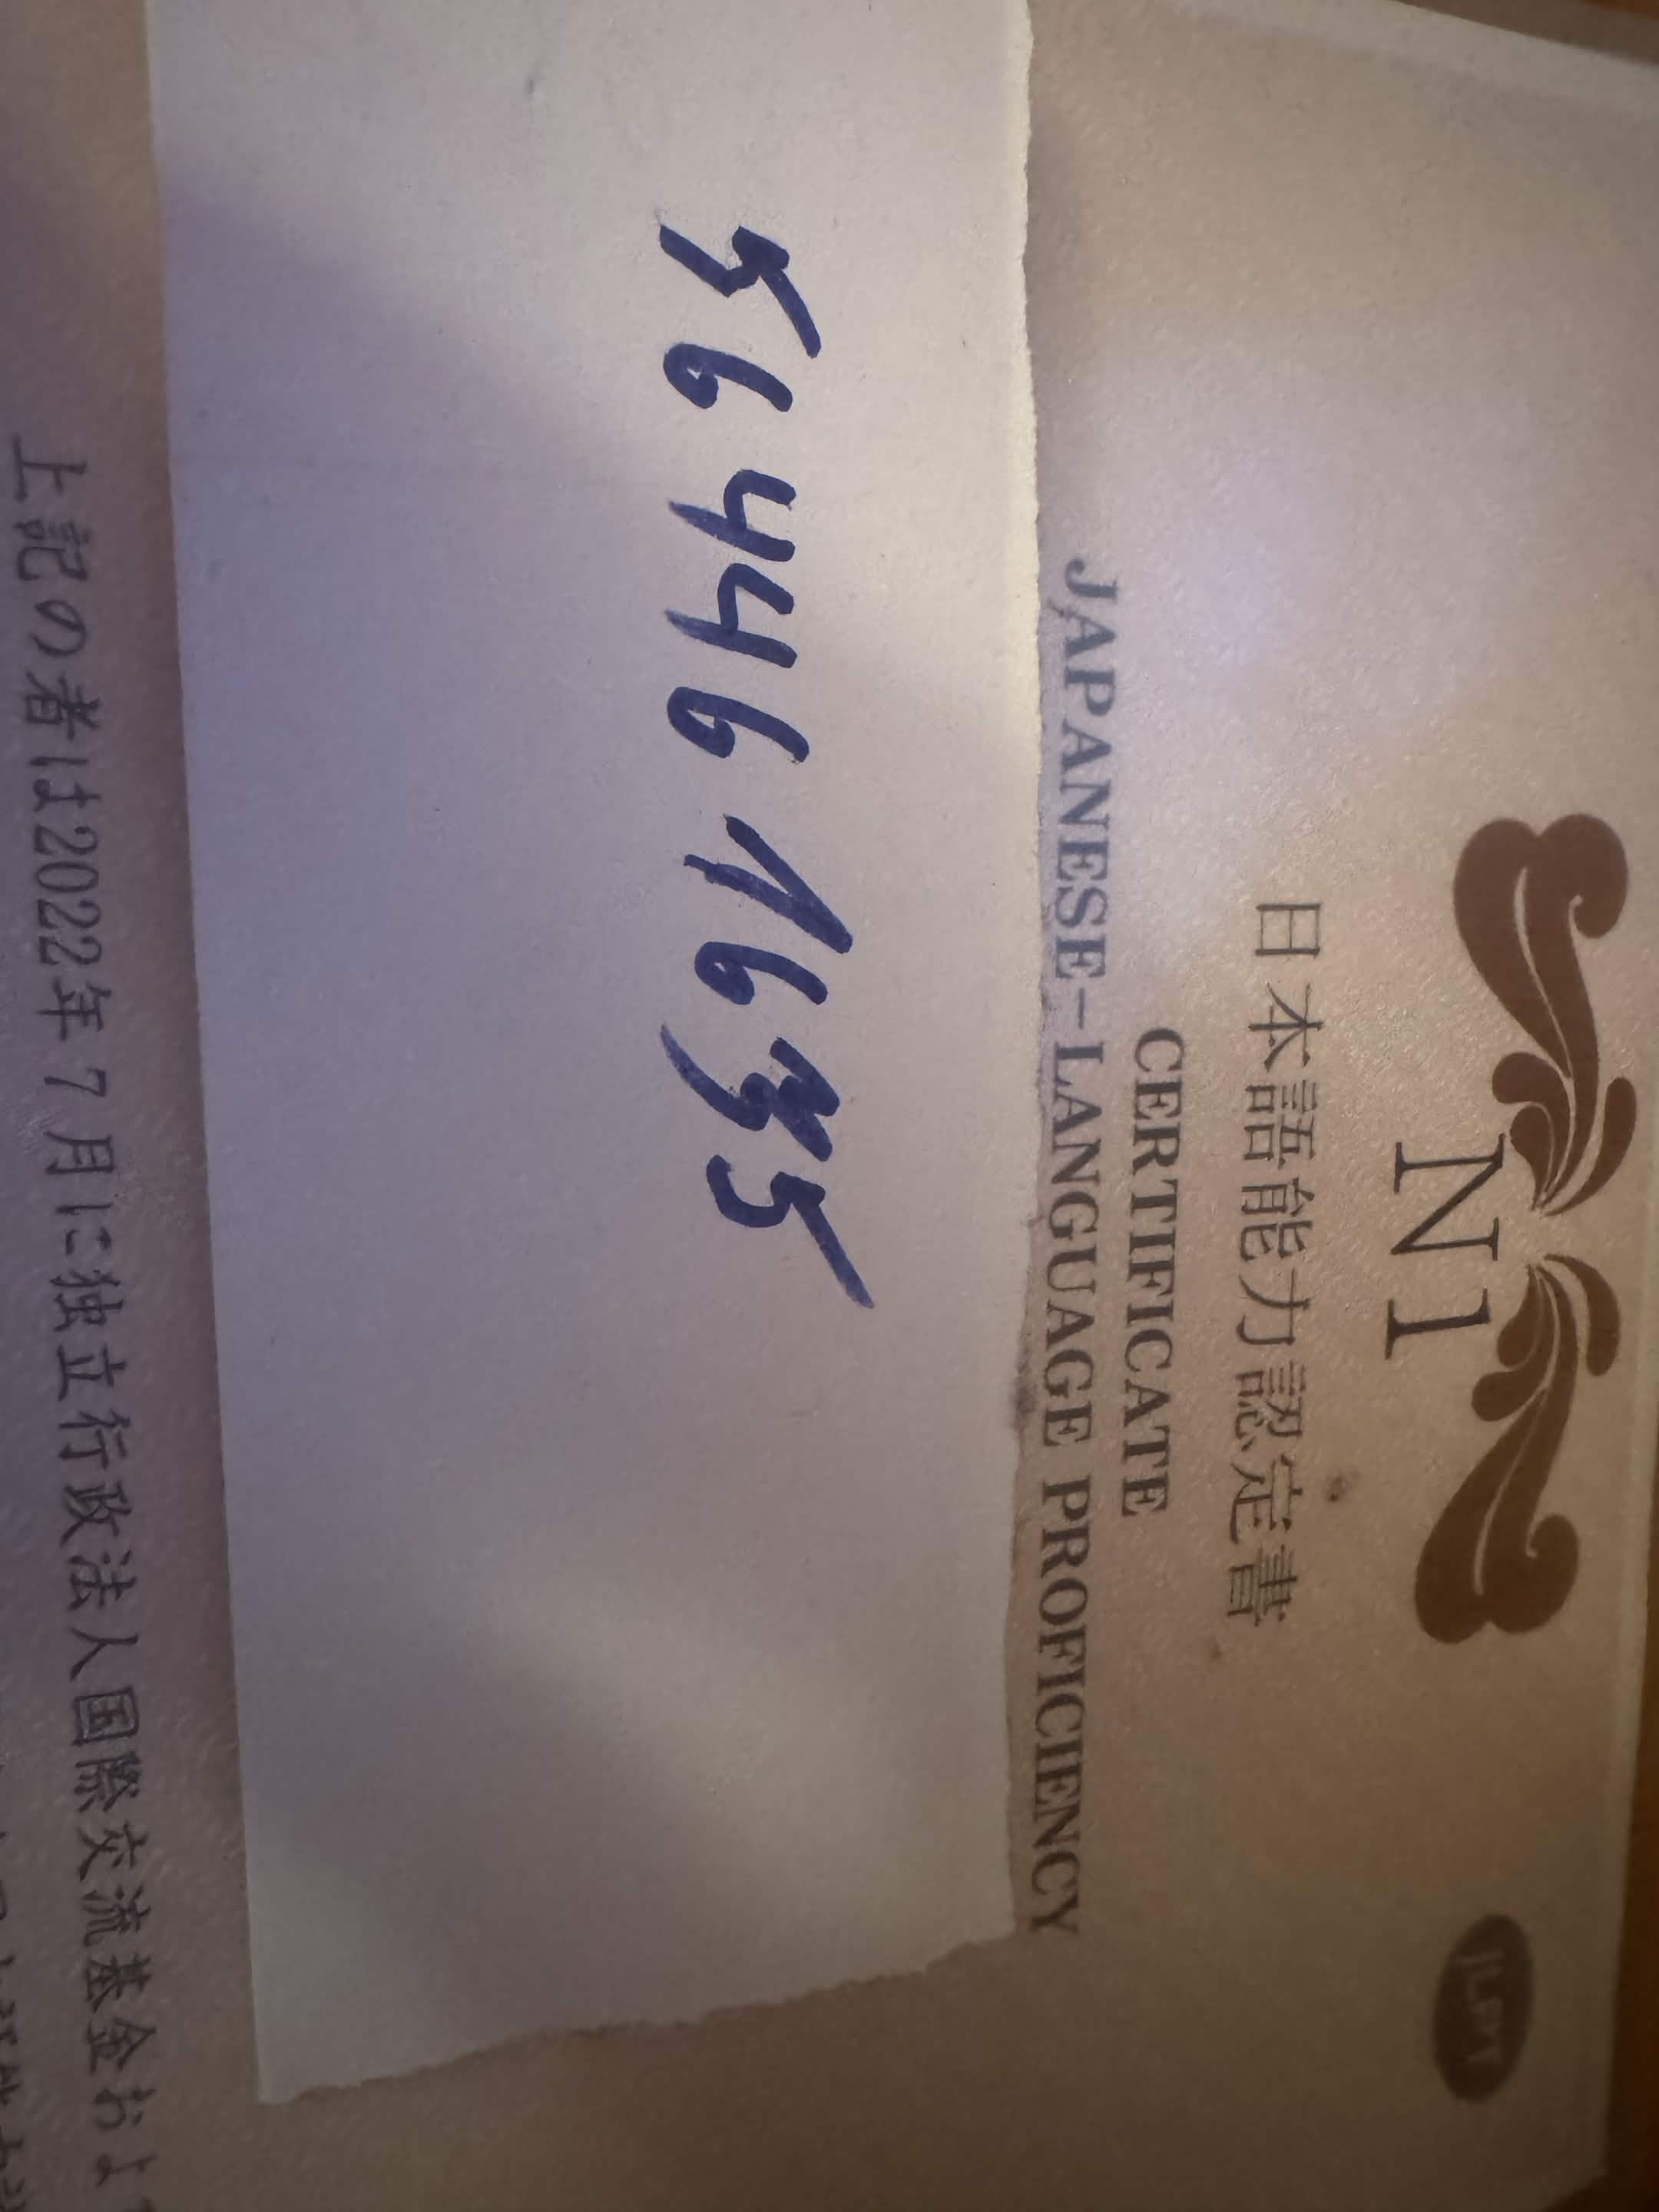 N1
日本語能力認定書
CERTIFICATE
JAPANESE-LANGUAGE PROFICIENCY
564461635
上記の者は2022年7月に独立行政法人国際交流基金およ